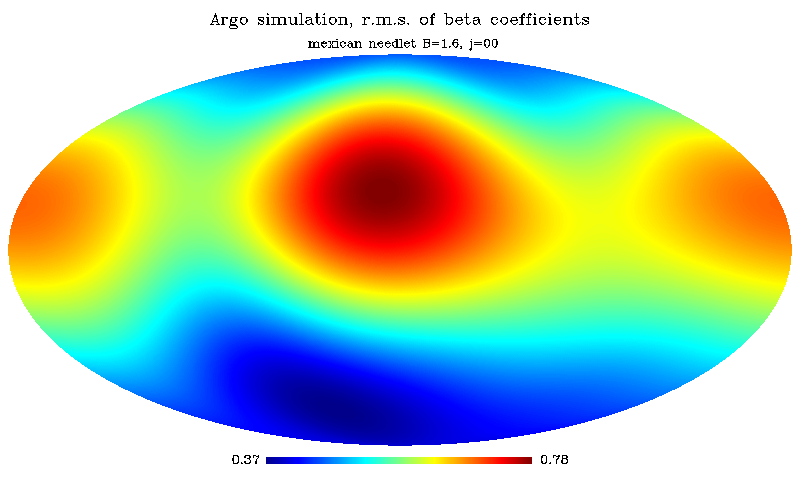 Argo simulation, r.m.s. of beta coefficients
mexican needlet B=1.6, j=00
0.37 0.78